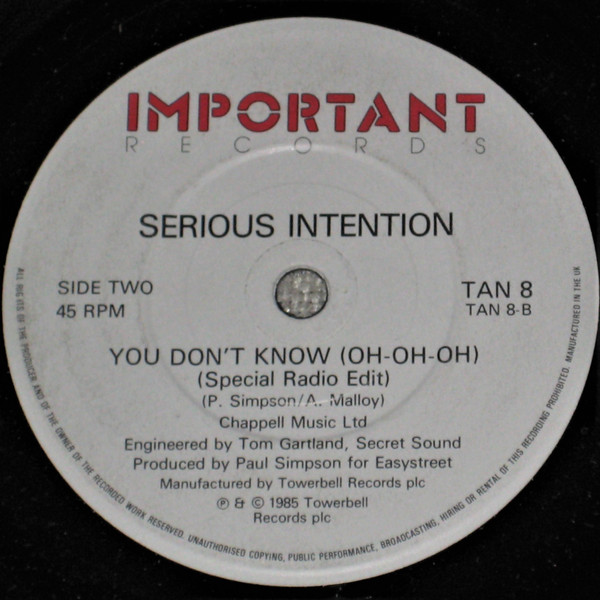 IMPORTANT
RECORDS
SERIOUS INTENTION
SIDE TWO
45 RPM
TAN 8
TAN 8-B
YOU DON'T KNOW (OH-OH-OH)
(Special Radio Edit)
(P. Simpson/A. Malloy)
Chappell Music Ltd
Engineered by Tom Gartland, Secret Sound
Produced by Paul Simpson for Easystreet
Manufactured by Towerbell Records plc
℗ & © 1985 Towerbell
Records plc
ALL RIGHTS OF THE PRODUCER AND OF THE OWNER OF THE RECORDED WORK RESERVED. UNAUTHORISED COPYING, PUBLIC PERFORMANCE, BROADCASTING, HIRING OR RENTAL OF THIS RECORDING PROHIBITED. MANUFACTURED IN THE UK